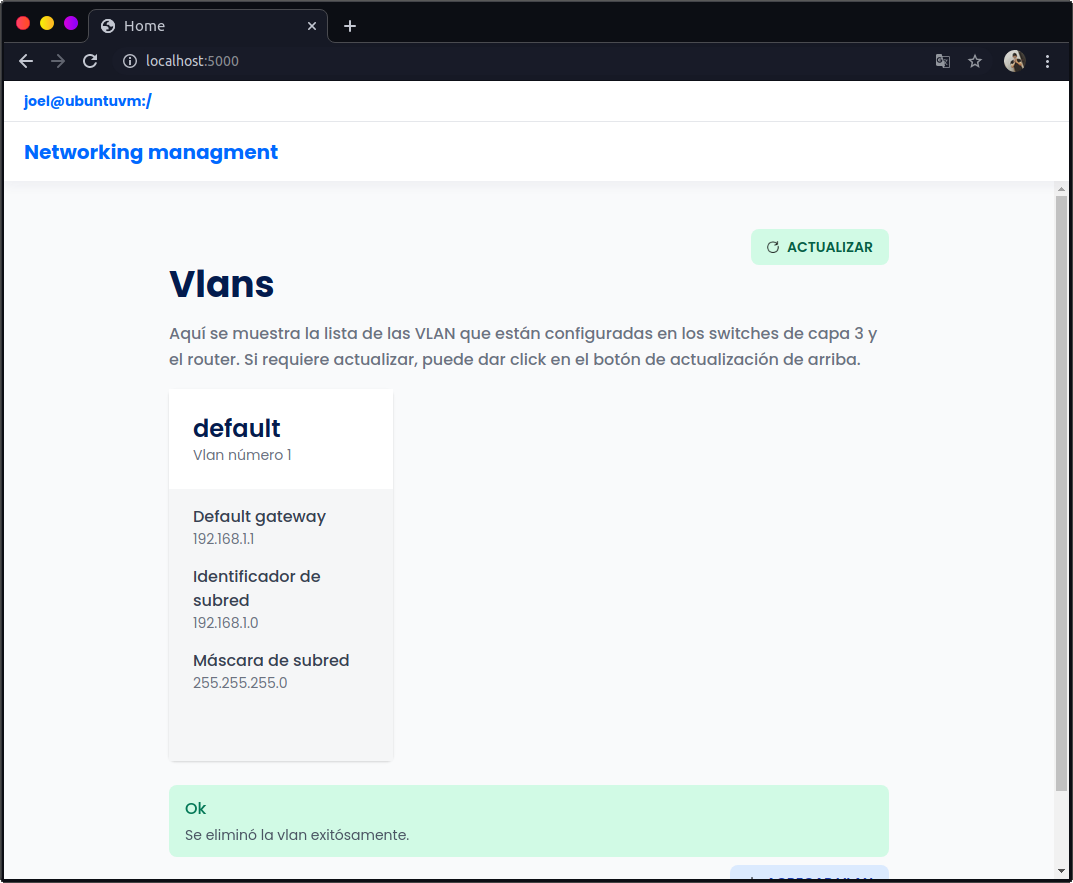 Home
localhost:5000
joel@ubuntuvm:/
Networking managment
ACTUALIZAR
Vlans
Aquí se muestra la lista de las VLAN que están configuradas en los switches de capa 3 y
el router. Si requiere actualizar, puede dar click en el botón de actualización de arriba.
default
Vlan número 1
Default gateway
192.168.1.1
Identificador de
subred
192.168.1.0
Máscara de subred
255.255.255.0
Ok
Se eliminó la vlan exitósamente.
AGREGAR VLAN